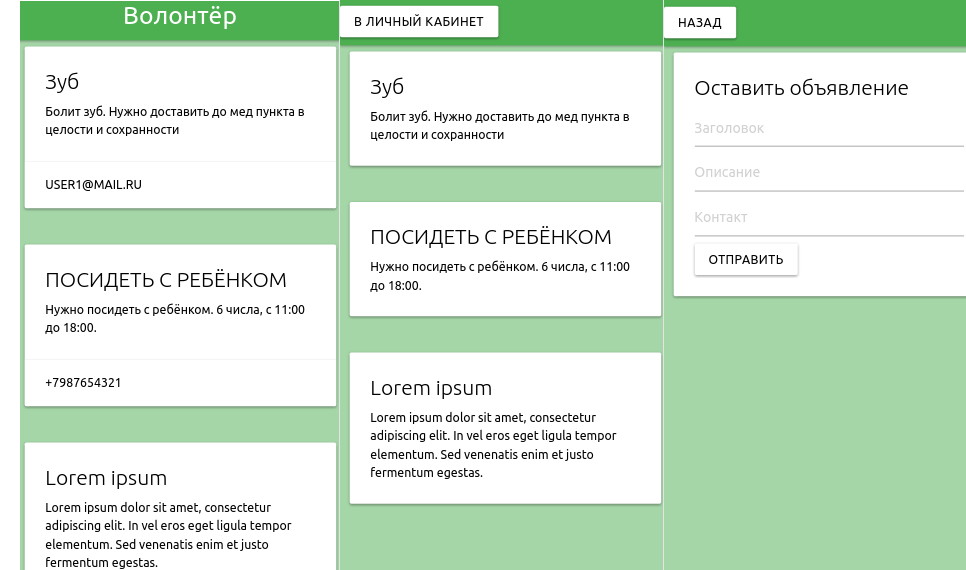 Волонтёр
Зуб
Болит зуб. Нужно доставить до мед пункта в
целости и сохранности
USER1@MAIL.RU
ПОСИДЕТЬ С РЕБЁНКОМ
Нужно посидеть с ребёнком. 6 числа, с 11:00
до 18:00.
+7987654321
Lorem ipsum
Lorem ipsum dolor sit amet, consectetur
adipiscing elit. In vel eros eget ligula tempor
elementum. Sed venenatis enim et justo
fermentum egestas.
В ЛИЧНЫЙ КАБИНЕТ
Зуб
Болит зуб. Нужно доставить до мед пункта в
целости и сохранности
ПОСИДЕТЬ С РЕБЁНКОМ
Нужно посидеть с ребёнком. 6 числа, с 11:00
до 18:00.
Lorem ipsum
Lorem ipsum dolor sit amet, consectetur
adipiscing elit. In vel eros eget ligula tempor
elementum. Sed venenatis enim et justo
fermentum egestas.
НАЗАД
Оставить объявление
Заголовок
Описание
Контакт
ОТПРАВИТЬ